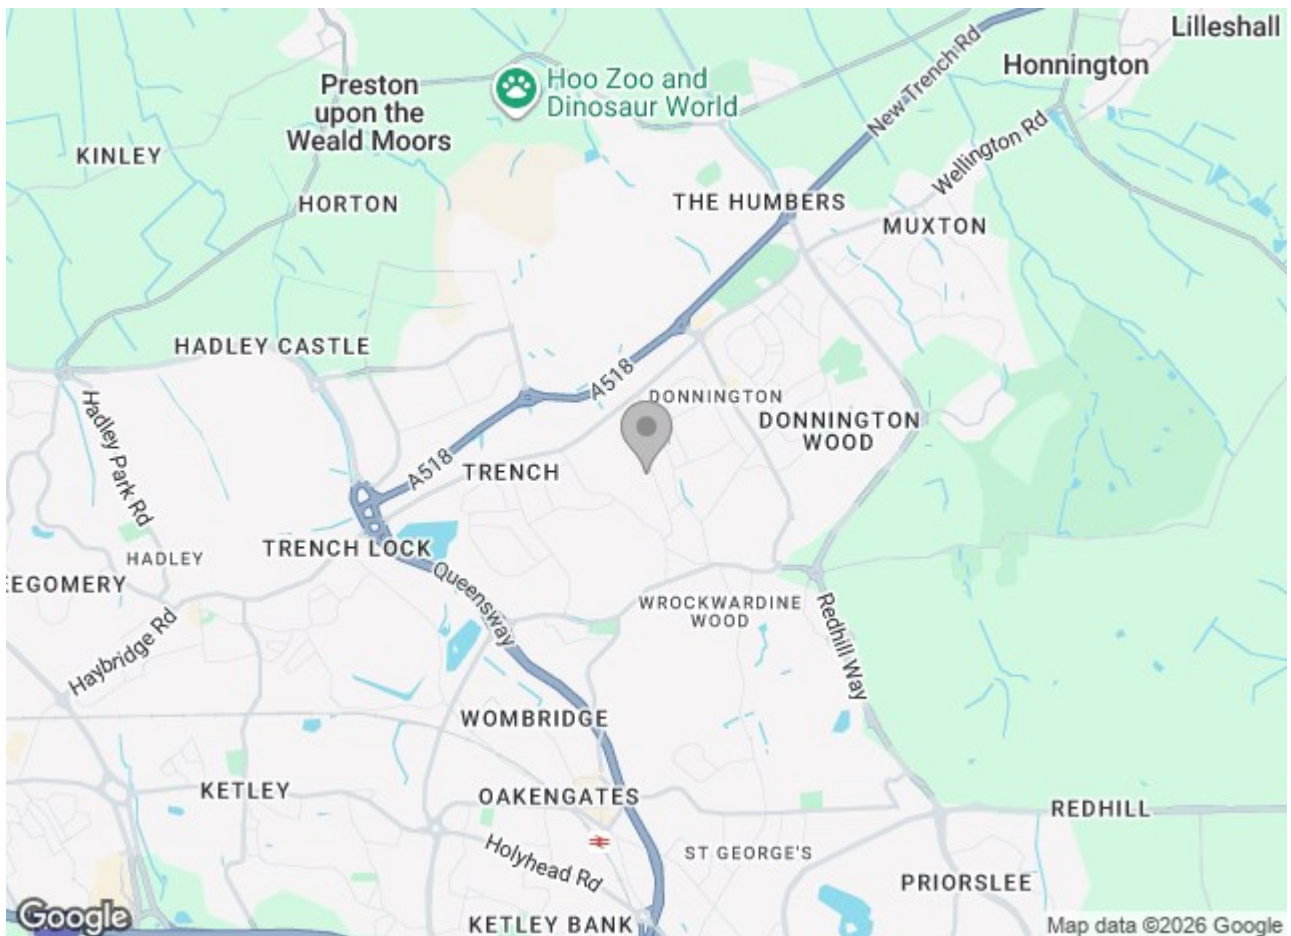 Lilleshall
Honnington
New Trench Rd
Hoo Zoo and
Dinosaur World
Preston
upon the
Weald Moors
KINLEY
HORTON
Wellington Rd
THE HUMBERS
MUXTON
HADLEY CASTLE
A518
DONNINGTON
DONNINGTON
WOOD
Hadley Park Rd
A518
TRENCH
TRENCH LOCK
HADLEY
EEGOMERY
Queensway
WROCKWARDINE
WOOD
Redhill Way
Haybridge Rd
WOMBRIDGE
KETLEY
OAKENGATES
REDHILL
Holyhead Rd
ST GEORGE'S
PRIORSLEE
KETLEY BANK
Google
Map data ©2026 Google